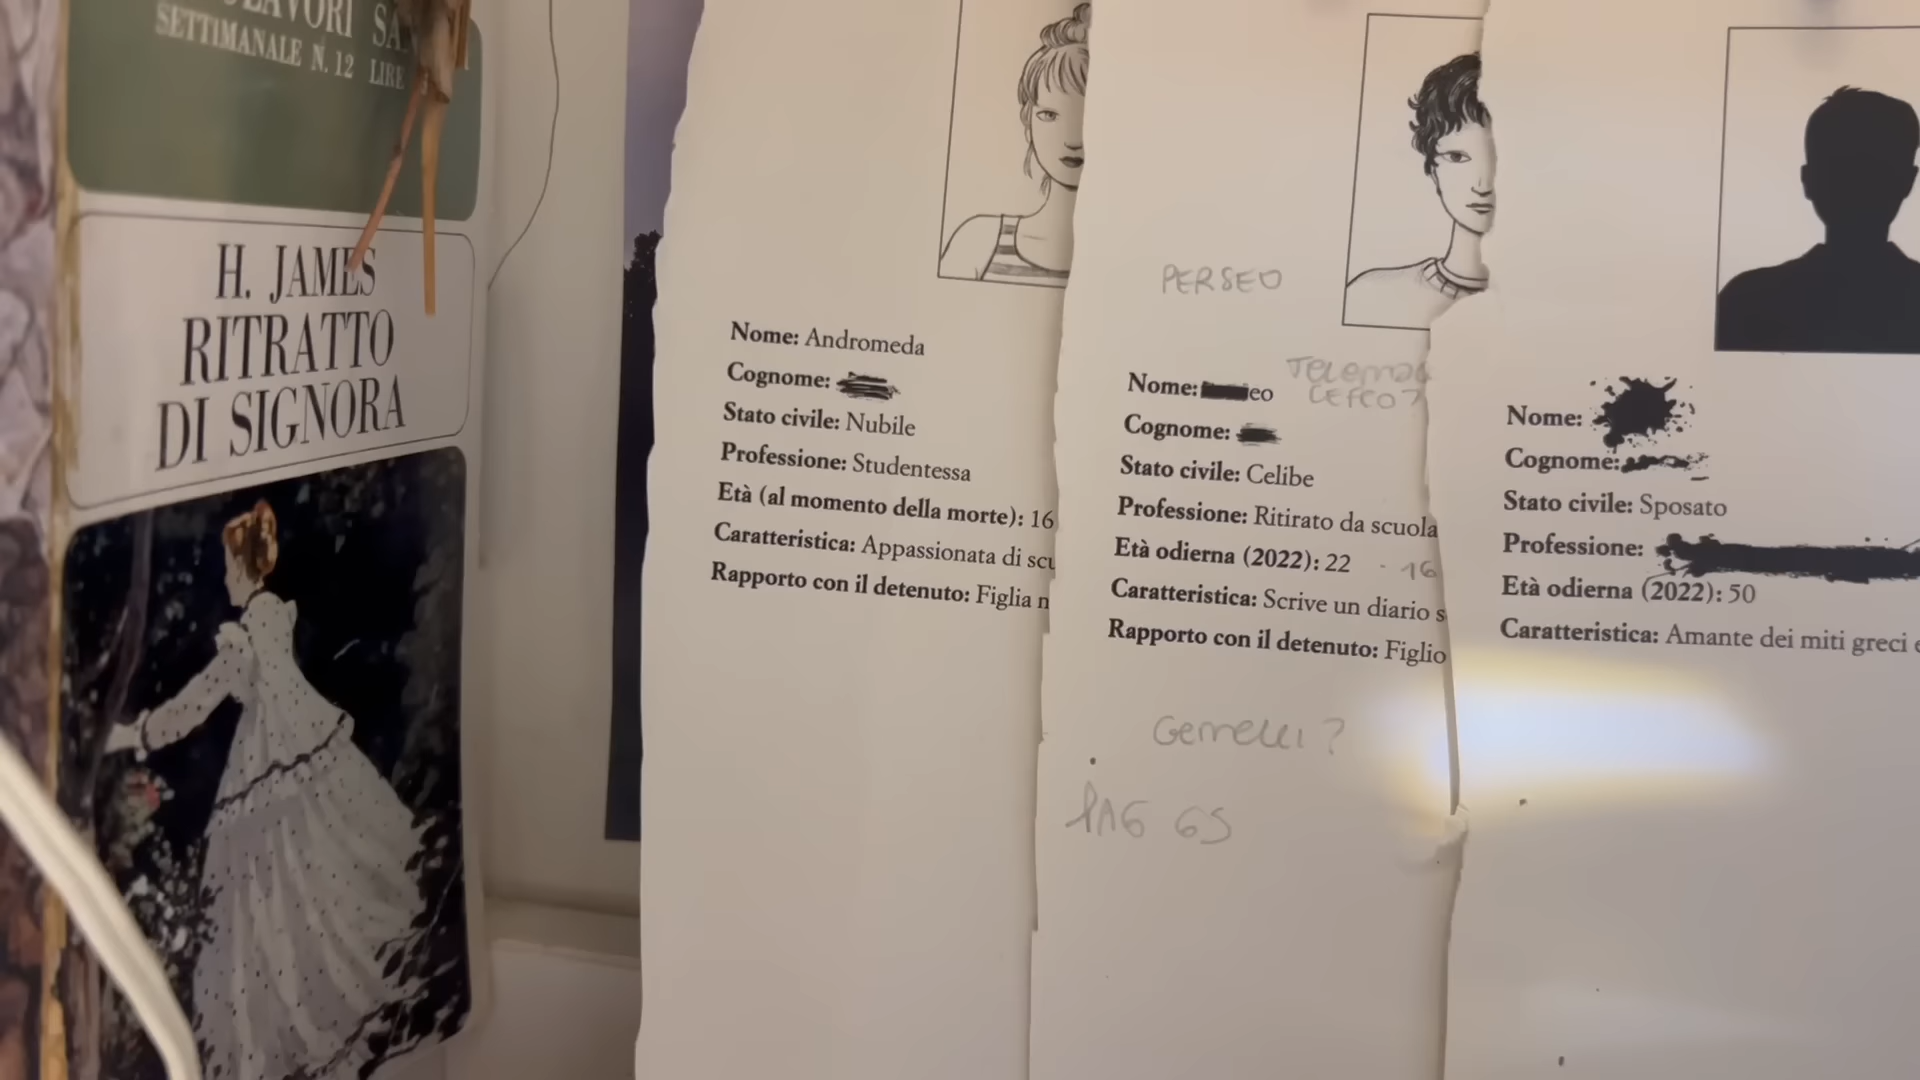 SETTIMANALE N. 12 LIRE
H. JAMES
RITRATTO
DI SIGNORA
Nome: Andromeda
Cognome:
Stato civile: Nubile
Professione: Studentessa
Età (al momento della morte): 16
Caratteristica: Appassionata di
Rapporto con il detenuto: Figlia
PERSEO
CEFEO?
Nome: eo
Cognome:
Stato civile: Celibe
Professione: Ritirato da scuola
Età odierna (2022): 22 - 16
Caratteristica: Scrive un diario
Rapporto con il detenuto: Figlio
Gemelli?
PAG 65
Nome:
Cognome:
Stato civile: Sposato
Professione:
Età odierna (2022): 50
Caratteristica: Amante dei miti greci